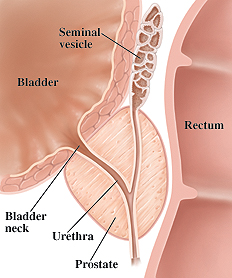 Seminal
vesicle
Bladder
Rectum
Bladder
neck
Urethra
Prostate